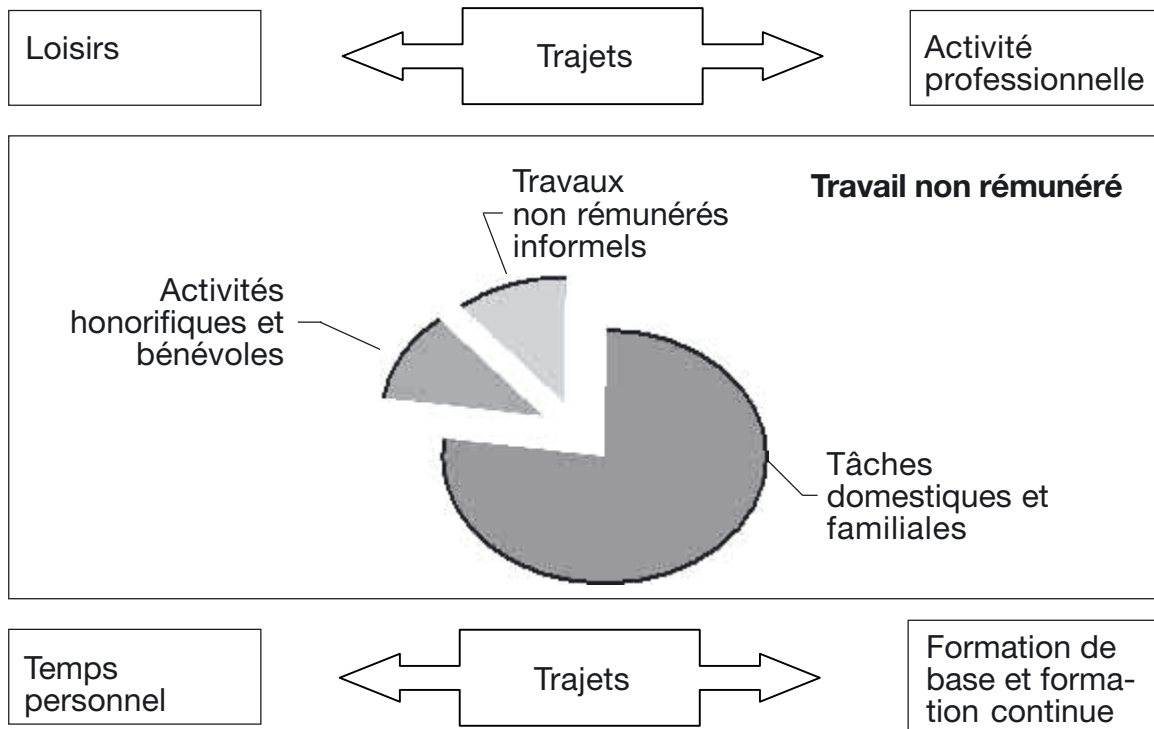 Loisirs
Trajets
Activité
professionnelle
Travail non rémunéré
Travaux
non rémunérés
informels
Activités
honorifiques et
bénévoles
Tâches
domestiques et
familiales
Temps
personnel
Trajets
Formation de
base et forma-
tion continue